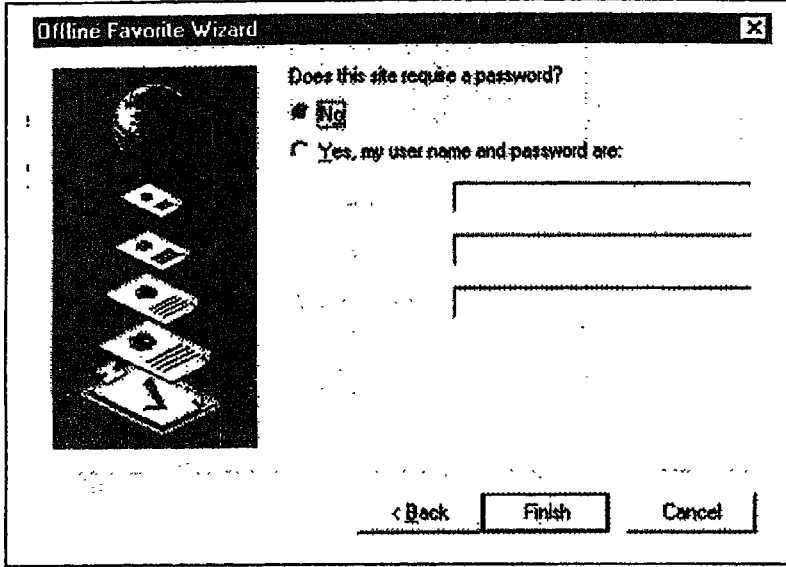 Offline Favorite Wizard
Does this site require a password?
No
Yes, my user name and password are:
< Back
Finish
Cancel